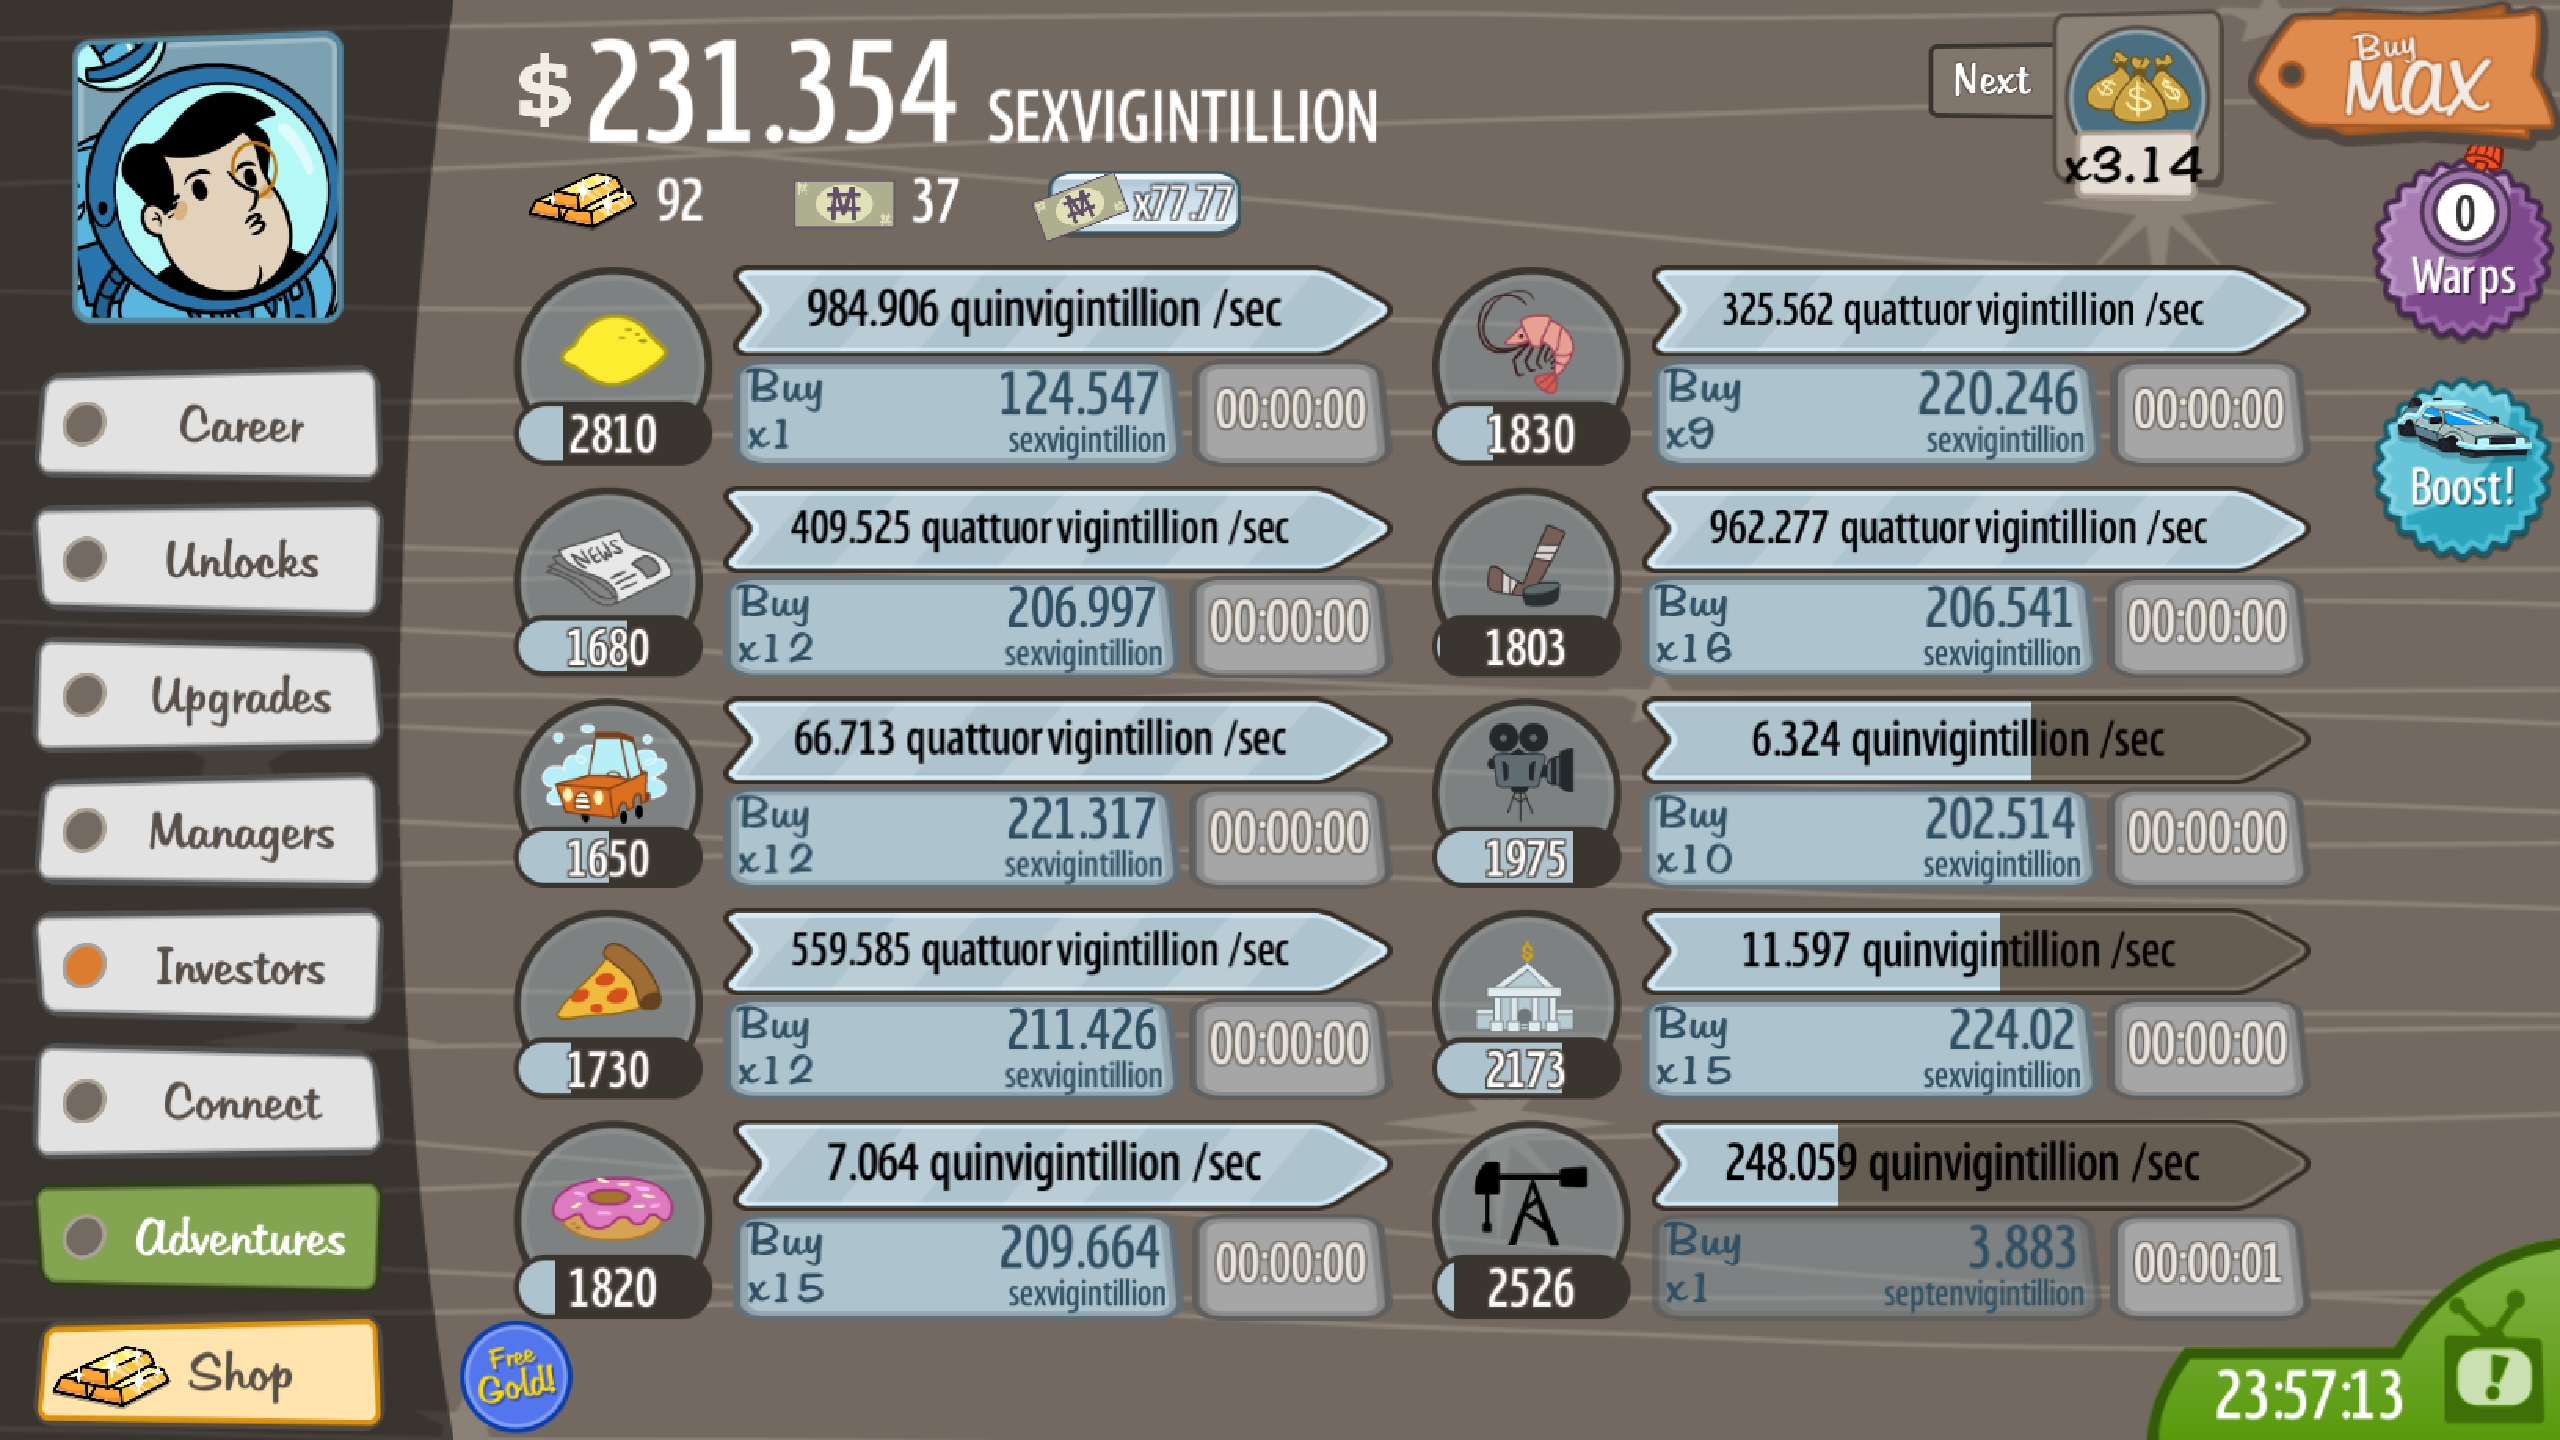 $231.354 SEXVIGINTILLION
Next
x3.14
Buy
MAX
92
37
x77.77
0
Warps
Boost!
Career
Unlocks
Upgrades
Managers
Investors
Connect
Adventures
Shop
984.906 quinvigintillion /sec
2810
Buy
x1
124.547
sexvigintillion
00:00:00
NEWS
409.525 quattuorvigintillion /sec
1680
Buy
x12
206.997
sexvigintillion
00:00:00
66.713 quattuorvigintillion /sec
1650
Buy
x12
221.317
sexvigintillion
00:00:00
559.585 quattuorvigintillion /sec
1730
Buy
x12
211.426
sexvigintillion
00:00:00
7.064 quinvigintillion /sec
1820
Buy
x15
209.664
sexvigintillion
00:00:00
325.562 quattuorvigintillion /sec
1830
Buy
x9
220.246
sexvigintillion
00:00:00
962.277 quattuorvigintillion /sec
1803
Buy
x16
206.541
sexvigintillion
00:00:00
6.324 quinvigintillion /sec
1975
Buy
x10
202.514
sexvigintillion
00:00:00
11.597 quinvigintillion /sec
2173
Buy
x15
224.02
sexvigintillion
00:00:00
248.059 quinvigintillion /sec
2526
Buy
x1
3.883
septenvigintillion
00:00:01
Free
Gold!
23:57:13